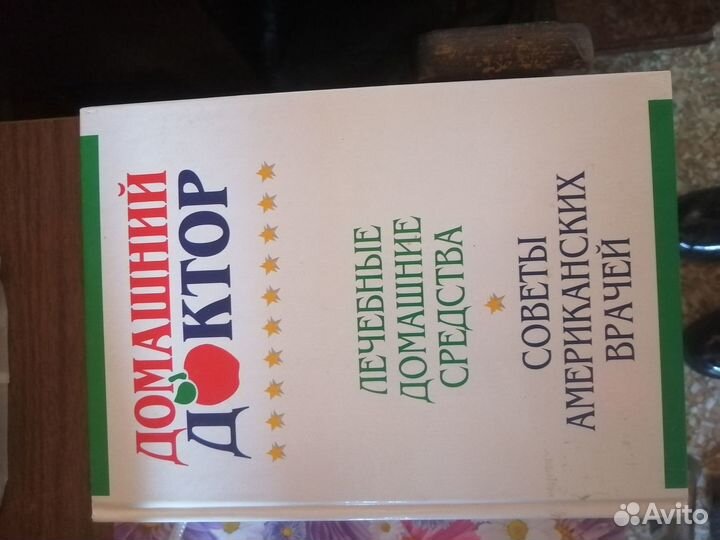 ДОМАШНИЙ
ДОКТОР
ЛЕЧЕБНЫЕ
ДОМАШНИЕ
СРЕДСТВА
СОВЕТЫ
АМЕРИКАНСКИХ
ВРАЧЕЙ
Avito